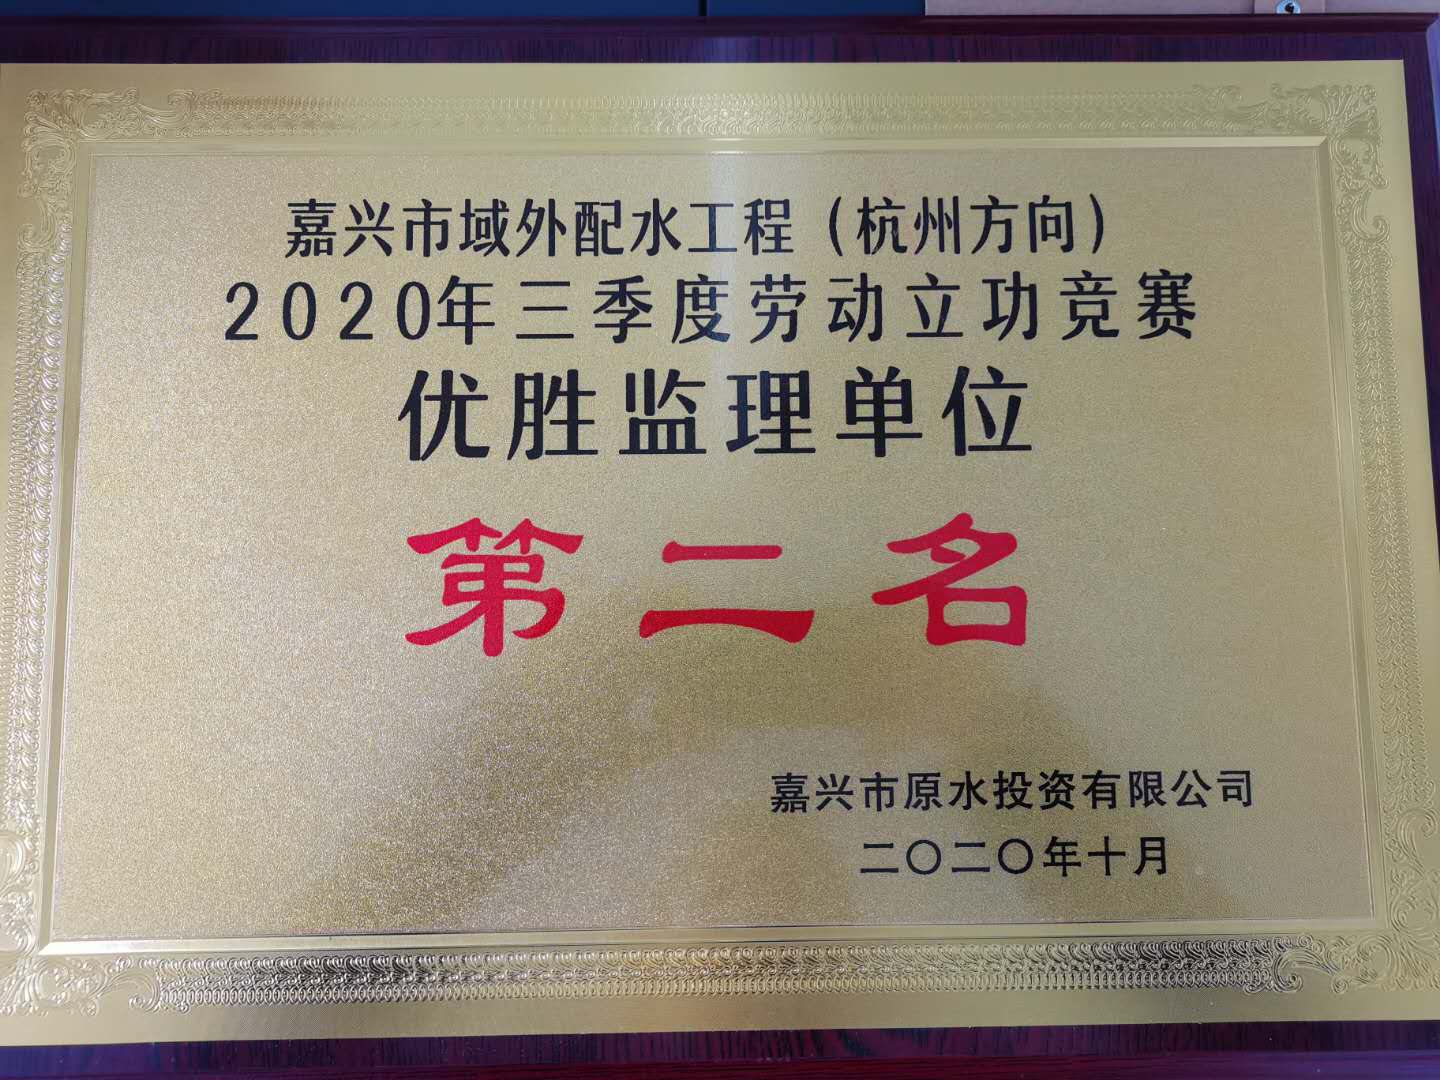 嘉兴市域外配水工程（杭州方向）
2020年三季度劳动立功竞赛
优胜监理单位
第二名
嘉兴市原水投资有限公司
二〇二〇年十月